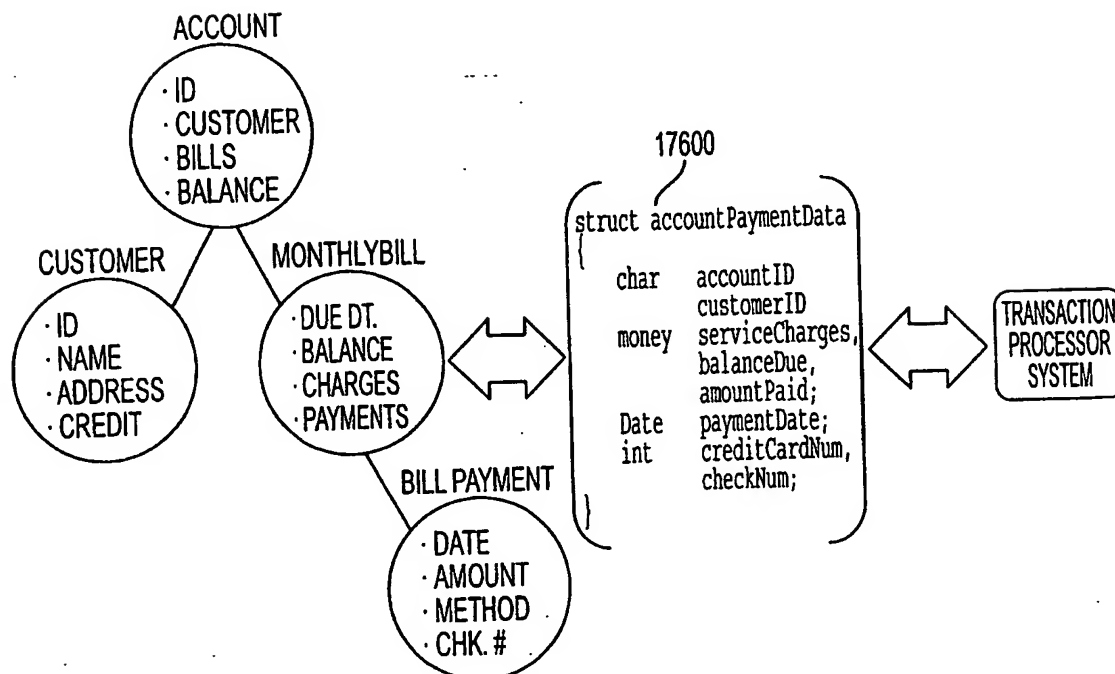 ACCOUNT
· ID
· CUSTOMER
· BILLS
· BALANCE
CUSTOMER
· ID
· NAME
· ADDRESS
· CREDIT
MONTHLYBILL
· DUE DT.
· BALANCE
· CHARGES
· PAYMENTS
BILL PAYMENT
· DATE
· AMOUNT
· METHOD
· CHK. #
17600
struct accountPaymentData
{
char accountID
customerID
money serviceCharges,
balanceDue,
amountPaid;
Date paymentDate;
int creditCardNum,
checkNum;
}
TRANSACTION
PROCESSOR
SYSTEM